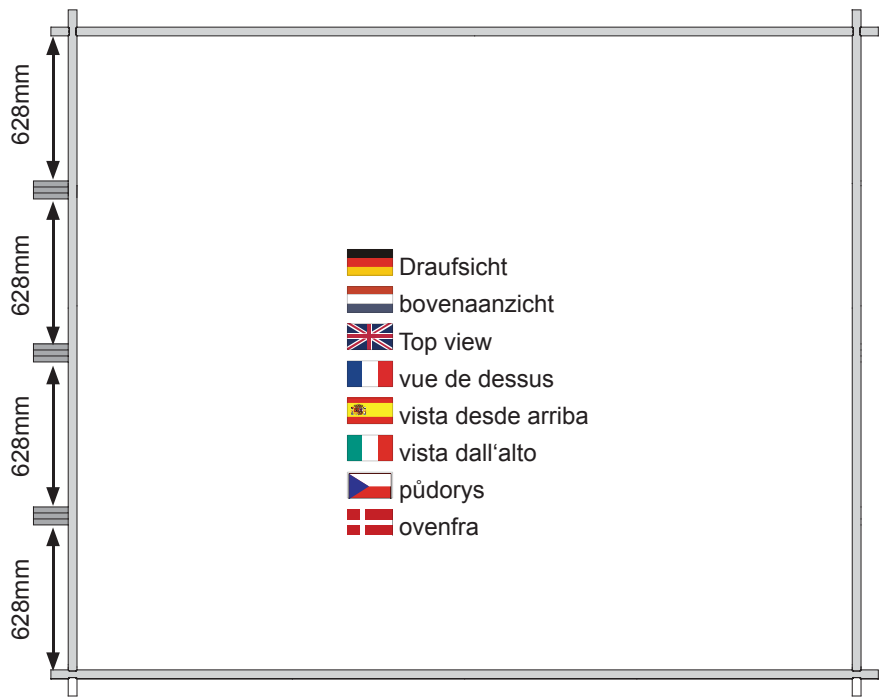 628mm
628mm
628mm
628mm
Draufsicht
bovenaanzicht
Top view
vue de dessus
vista desde arriba
vista dall‘alto
půdorys
ovenfra